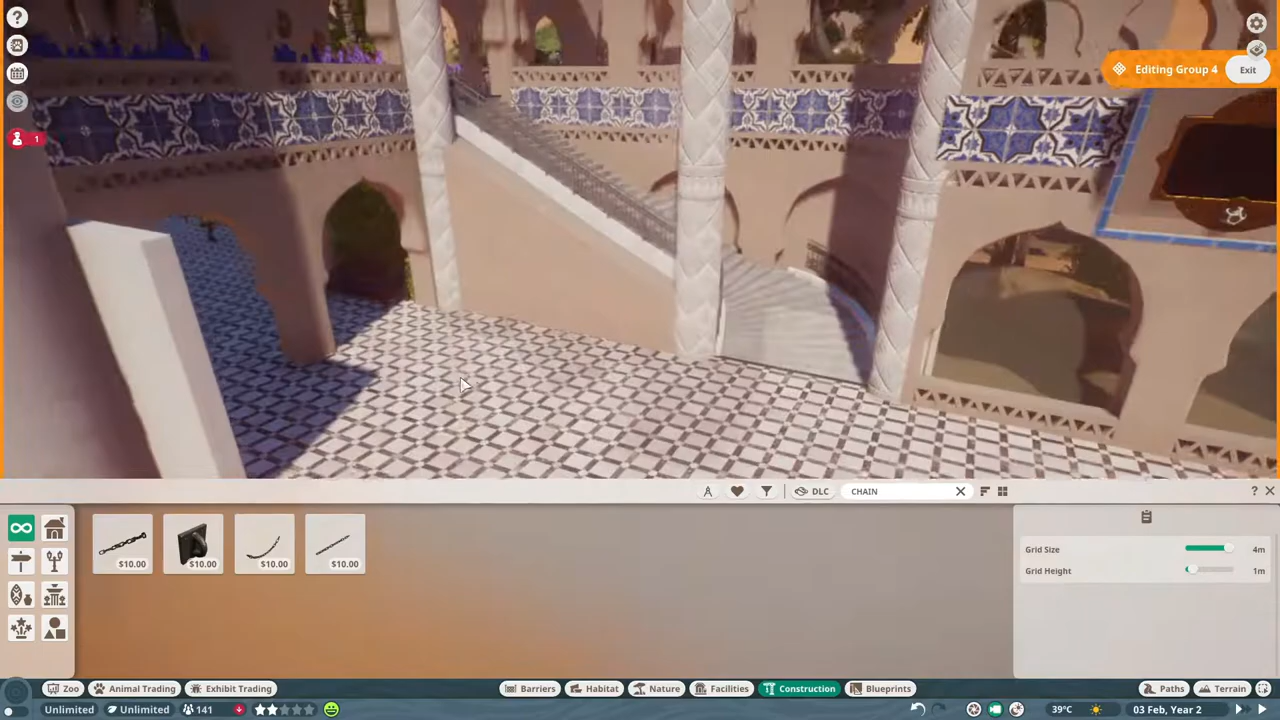 ?
Editing Group 4 Exit
1
DLC CHAIN ?
$10.00 $10.00 $10.00 $10.00
Grid Size 4m
Grid Height 1m
Zoo Animal Trading Exhibit Trading Barriers Habitat Nature Facilities Construction Blueprints Paths Terrain
Unlimited Unlimited 141 39°C 03 Feb, Year 2